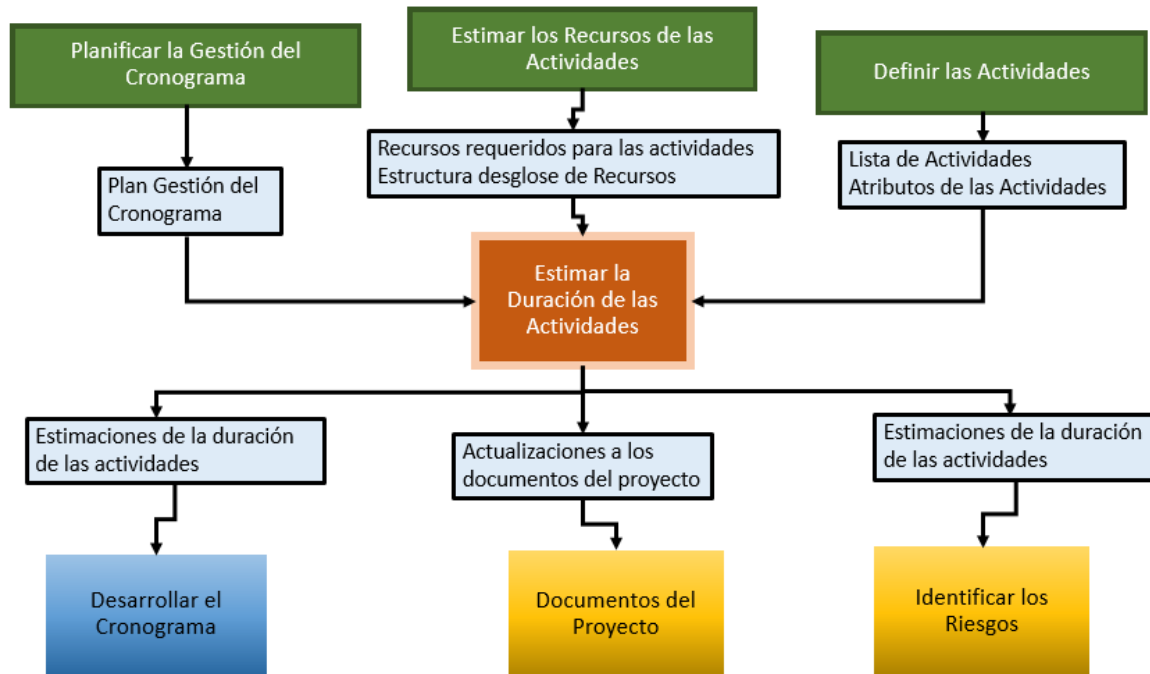 Planificar la Gestión del
Cronograma
Estimar los Recursos de las
Actividades
Definir las Actividades
Plan Gestión del
Cronograma
Recursos requeridos para las actividades
Estructura desglose de Recursos
Lista de Actividades
Atributos de las Actividades
Estimar la
Duración de las
Actividades
Estimaciones de la duración
de las actividades
Actualizaciones a los
documentos del proyecto
Estimaciones de la duración
de las actividades
Desarrollar el
Cronograma
Documentos del
Proyecto
Identificar los
Riesgos